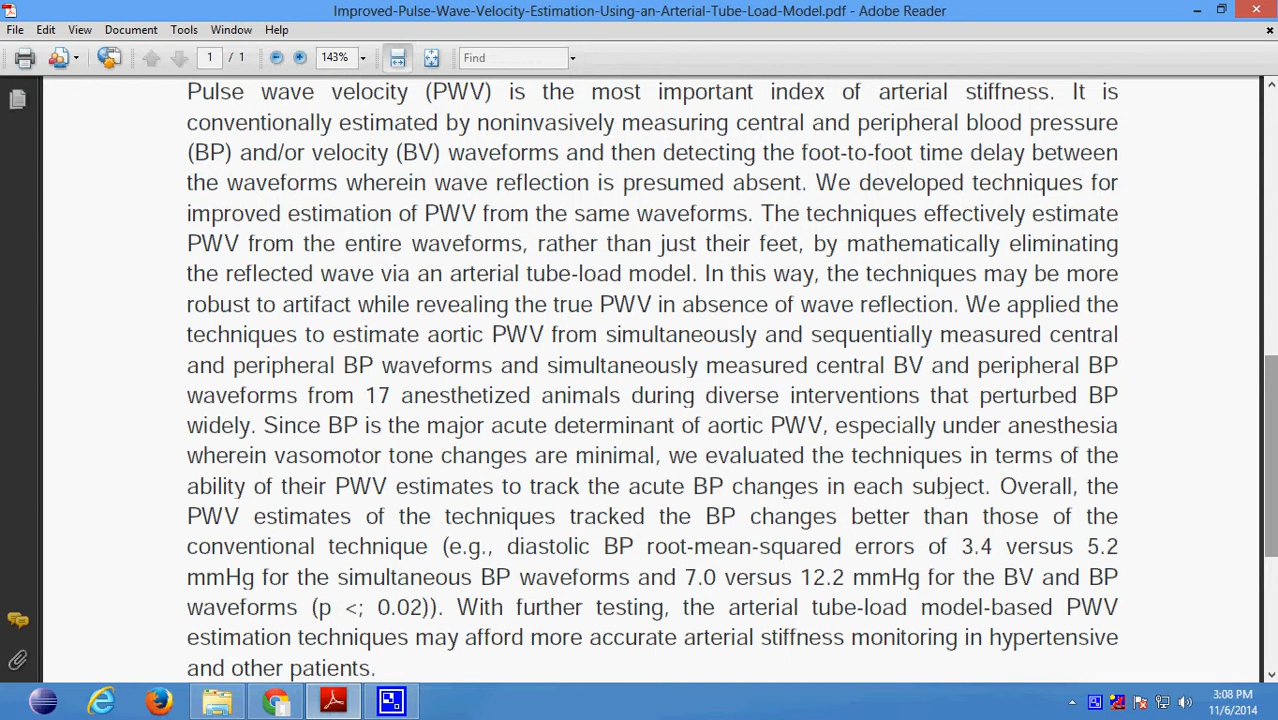 Improved-Pulse-Wave-Velocity-Estimation-Using-an-Arterial-Tube-Load-Model.pdf - Adobe Reader
File Edit View Document Tools Window Help
1 / 1 143% Find
Pulse wave velocity (PWV) is the most important index of arterial stiffness. It is
conventionally estimated by noninvasively measuring central and peripheral blood pressure
(BP) and/or velocity (BV) waveforms and then detecting the foot-to-foot time delay between
the waveforms wherein wave reflection is presumed absent. We developed techniques for
improved estimation of PWV from the same waveforms. The techniques effectively estimate
PWV from the entire waveforms, rather than just their feet, by mathematically eliminating
the reflected wave via an arterial tube-load model. In this way, the techniques may be more
robust to artifact while revealing the true PWV in absence of wave reflection. We applied the
techniques to estimate aortic PWV from simultaneously and sequentially measured central
and peripheral BP waveforms and simultaneously measured central BV and peripheral BP
waveforms from 17 anesthetized animals during diverse interventions that perturbed BP
widely. Since BP is the major acute determinant of aortic PWV, especially under anesthesia
wherein vasomotor tone changes are minimal, we evaluated the techniques in terms of the
ability of their PWV estimates to track the acute BP changes in each subject. Overall, the
PWV estimates of the techniques tracked the BP changes better than those of the
conventional technique (e.g., diastolic BP root-mean-squared errors of 3.4 versus 5.2
mmHg for the simultaneous BP waveforms and 7.0 versus 12.2 mmHg for the BV and BP
waveforms (p <; 0.02)). With further testing, the arterial tube-load model-based PWV
estimation techniques may afford more accurate arterial stiffness monitoring in hypertensive
and other patients.
3:08 PM
11/6/2014